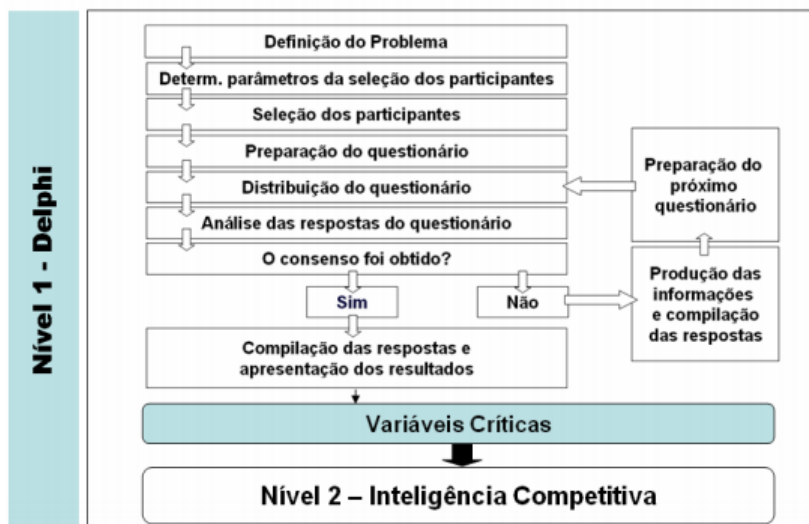 Nível 1 - Delphi
Definição do Problema
Determ. parâmetros da seleção dos participantes
Seleção dos participantes
Preparação do questionário
Distribuição do questionário
Análise das respostas do questionário
O consenso foi obtido?
Sim
Não
Produção das
informações
e compilação
das respostas
Preparação do
próximo
questionário
Compilação das respostas e
apresentação dos resultados
Variáveis Críticas
Nível 2 – Inteligência Competitiva